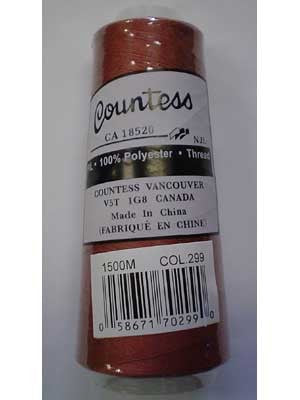 Countess
CA 18520 N.Z.
L • 100% Polyester • Thread
COUNTESS VANCOUVER
V5T 1G8 CANADA
Made In China
(FABRIQUÉ EN CHINE)
1500M COL.299
0 58671 70299 0